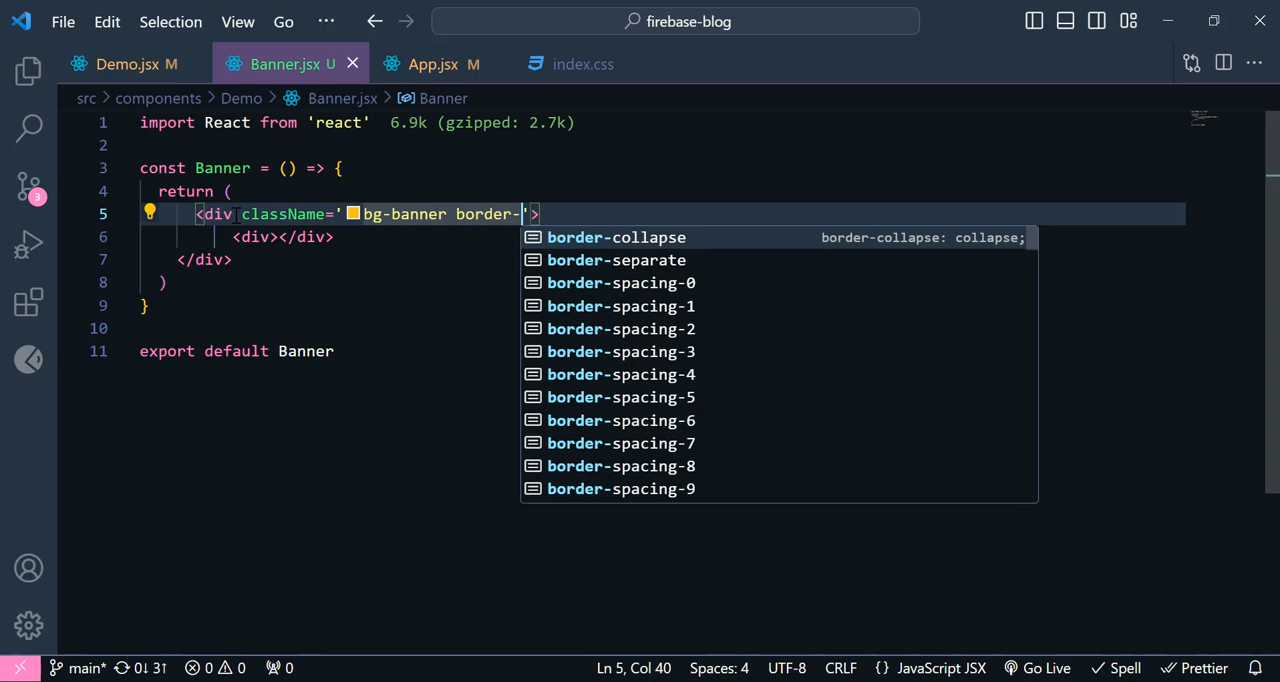 File Edit Selection View Go ··· firebase-blog
Demo.jsx M Banner.jsx U App.jsx M index.css
src > components > Demo > Banner.jsx > Banner
1 import React from 'react' 6.9k (gzipped: 2.7k)
2
3 const Banner = () => {
4 return (
5 <div className='bg-banner border-'>
6 <div></div>
7 </div>
8 )
9 }
10
11 export default Banner
border-collapse border-collapse: collapse;
border-separate
border-spacing-0
border-spacing-1
border-spacing-2
border-spacing-3
border-spacing-4
border-spacing-5
border-spacing-6
border-spacing-7
border-spacing-8
border-spacing-9
3
main* 0↓ 3↑ 0 0 0 Ln 5, Col 40 Spaces: 4 UTF-8 CRLF {} JavaScript JSX Go Live Spell Prettier